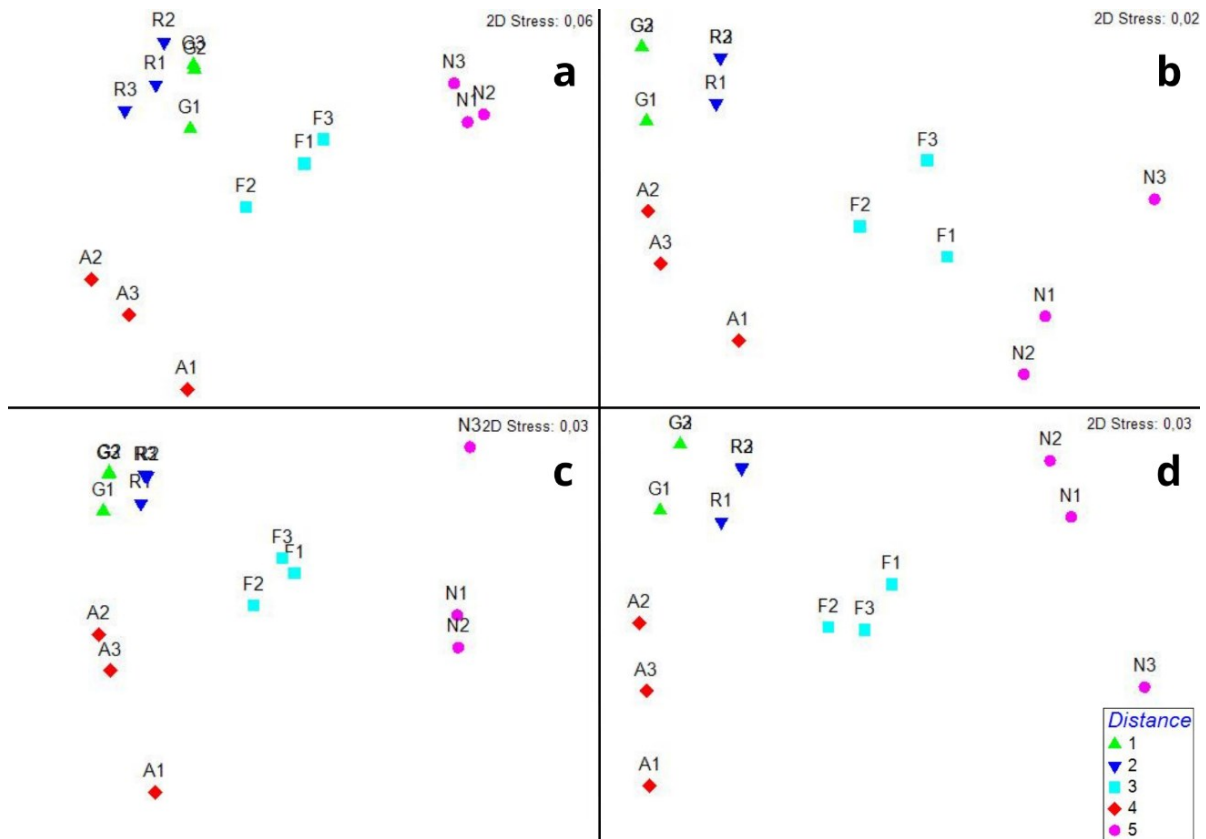 2D Stress: 0,06
a
R2
G3
G2
R1
R3
G1
N3
N2
N1
F3
F1
F2
A2
A3
A1
2D Stress: 0,02
b
G3
R3
R1
G1
A2
A3
A1
F3
F2
F1
N3
N1
N2
2D Stress: 0,03
c
N3
G3
R2
G1
R1
F3
F1
F2
N1
N2
A2
A3
A1
2D Stress: 0,03
d
G3
R3
G1
R1
N2
N1
F1
F2
F3
A2
A3
A1
N3
Distance
1
2
3
4
5